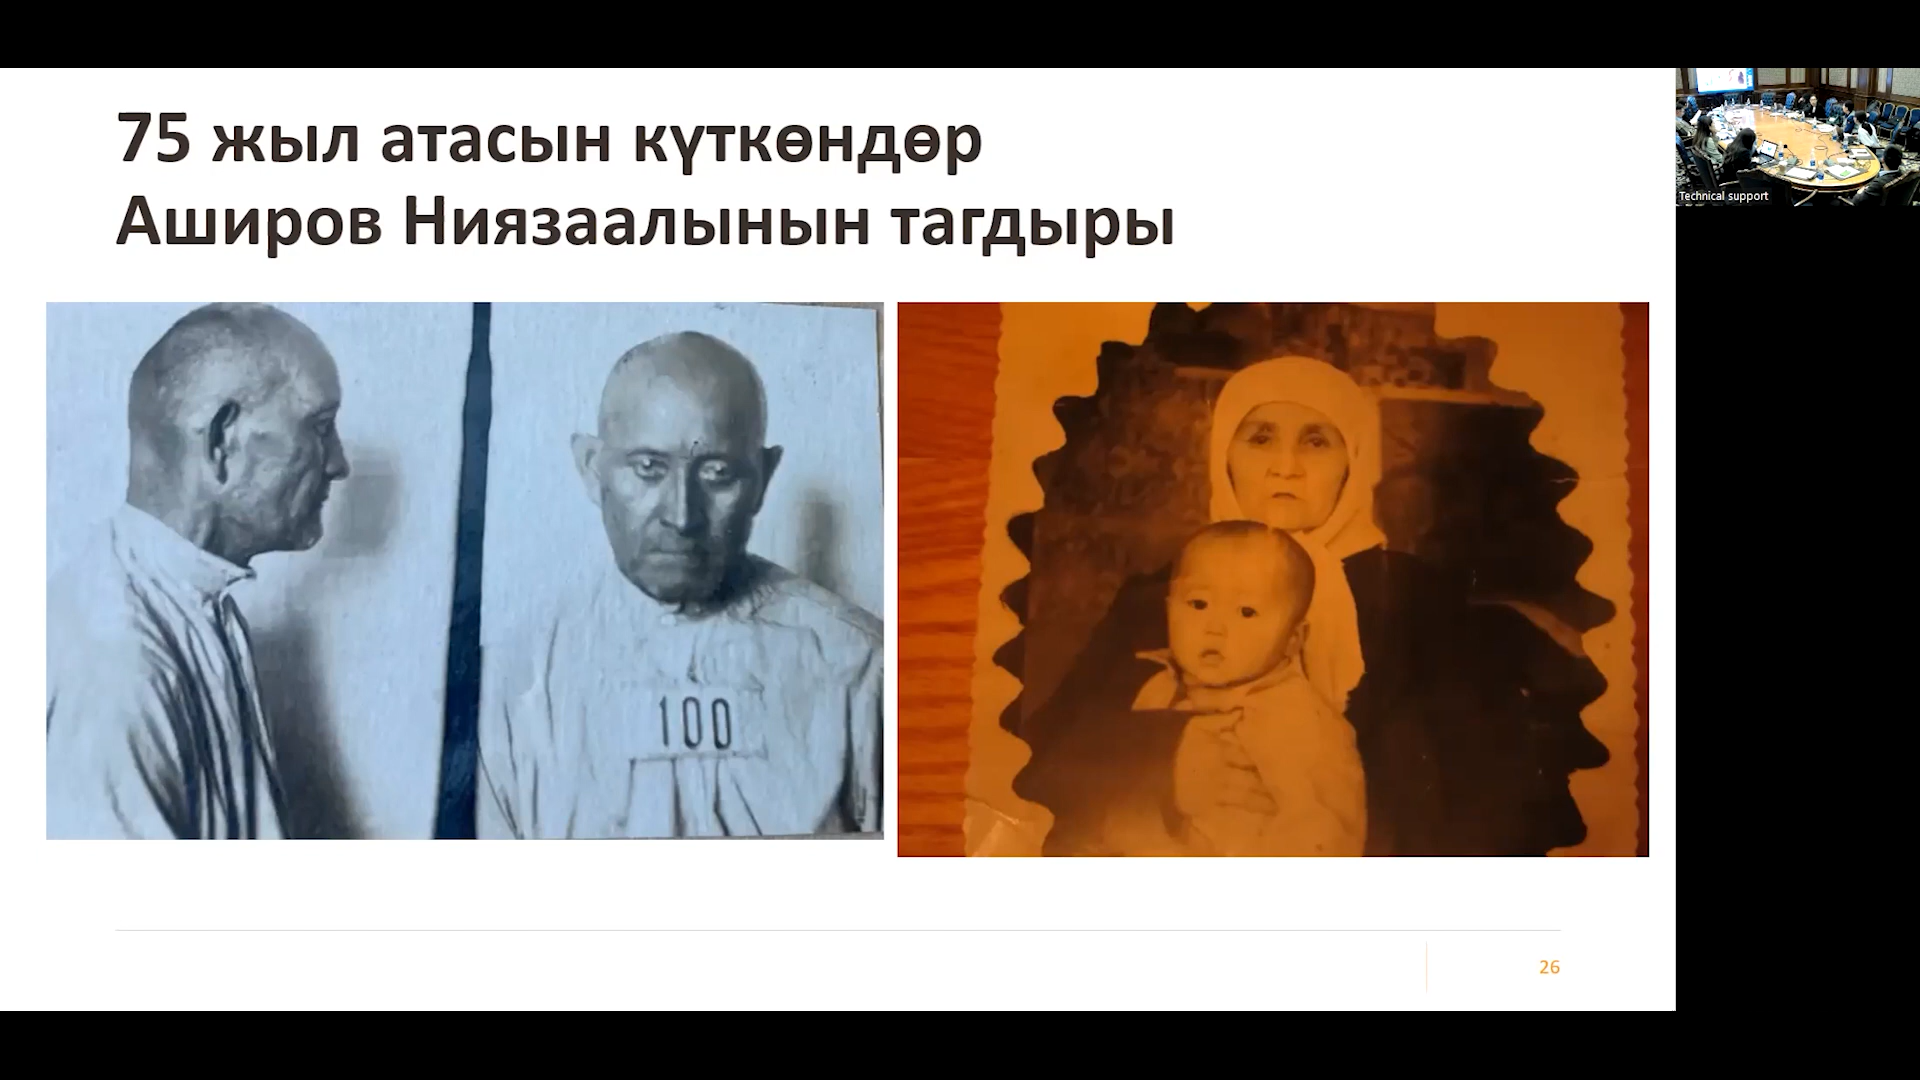 75 жыл атасын күткөндөр
Аширов Ниязаалынын тагдыры
100
26
Technical support